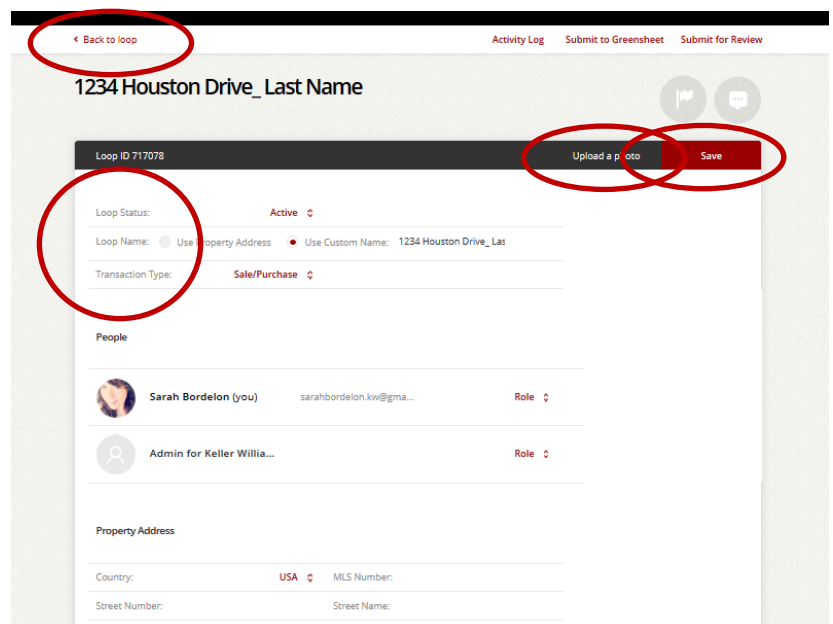 Back to loop Activity Log Submit to Greensheet Submit for Review
1234 Houston Drive_ Last Name
Loop ID 717078 Upload a photo Save
Loop Status: Active
Loop Name: Use Property Address Use Custom Name: 1234 Houston Drive_ Las
Transaction Type: Sale/Purchase
People
Sarah Bordelon (you) sarahbordelon.kw@gma... Role
Admin for Keller Willia... Role
Property Address
Country: USA MLS Number:
Street Number: Street Name: